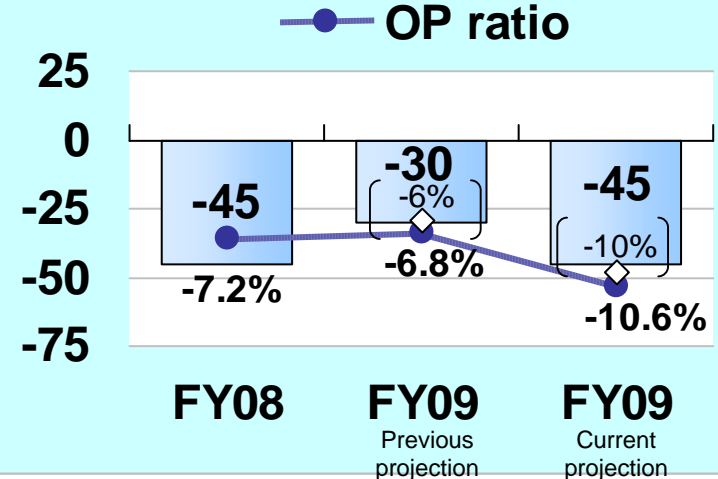 OP ratio
25
0
-25
-50
-75
-45
-7.2%
-30
-6%
-6.8%
-45
-10%
-10.6%
FY08
FY09
Previous
projection
FY09
Current
projection